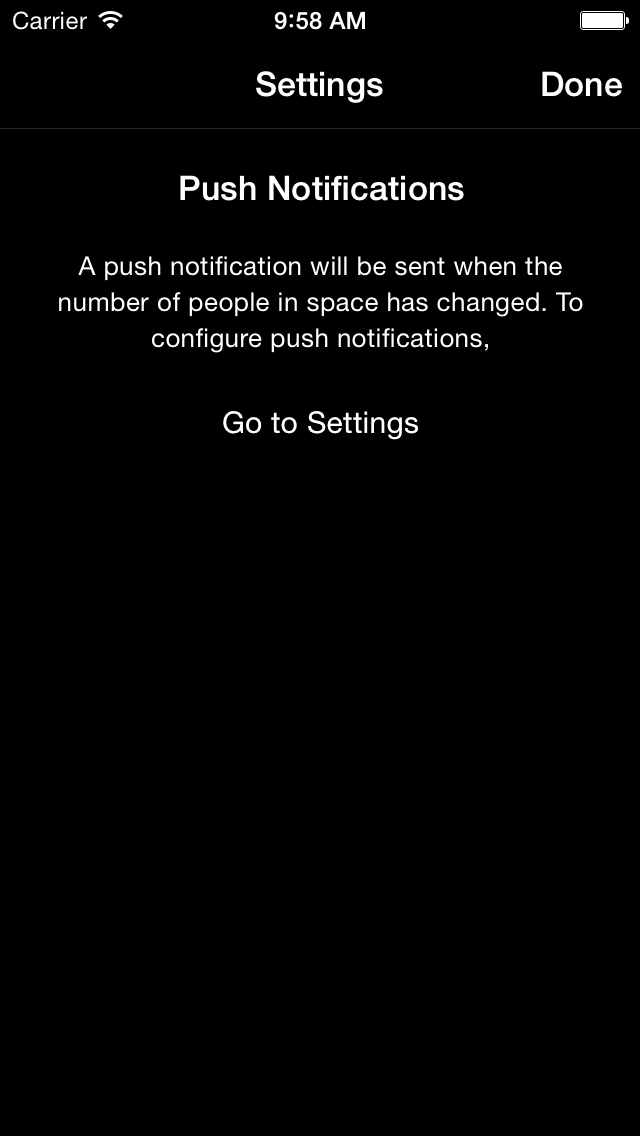 Carrier 9:58 AM
Settings Done
Push Notifications
A push notification will be sent when the
number of people in space has changed. To
configure push notifications,
Go to Settings